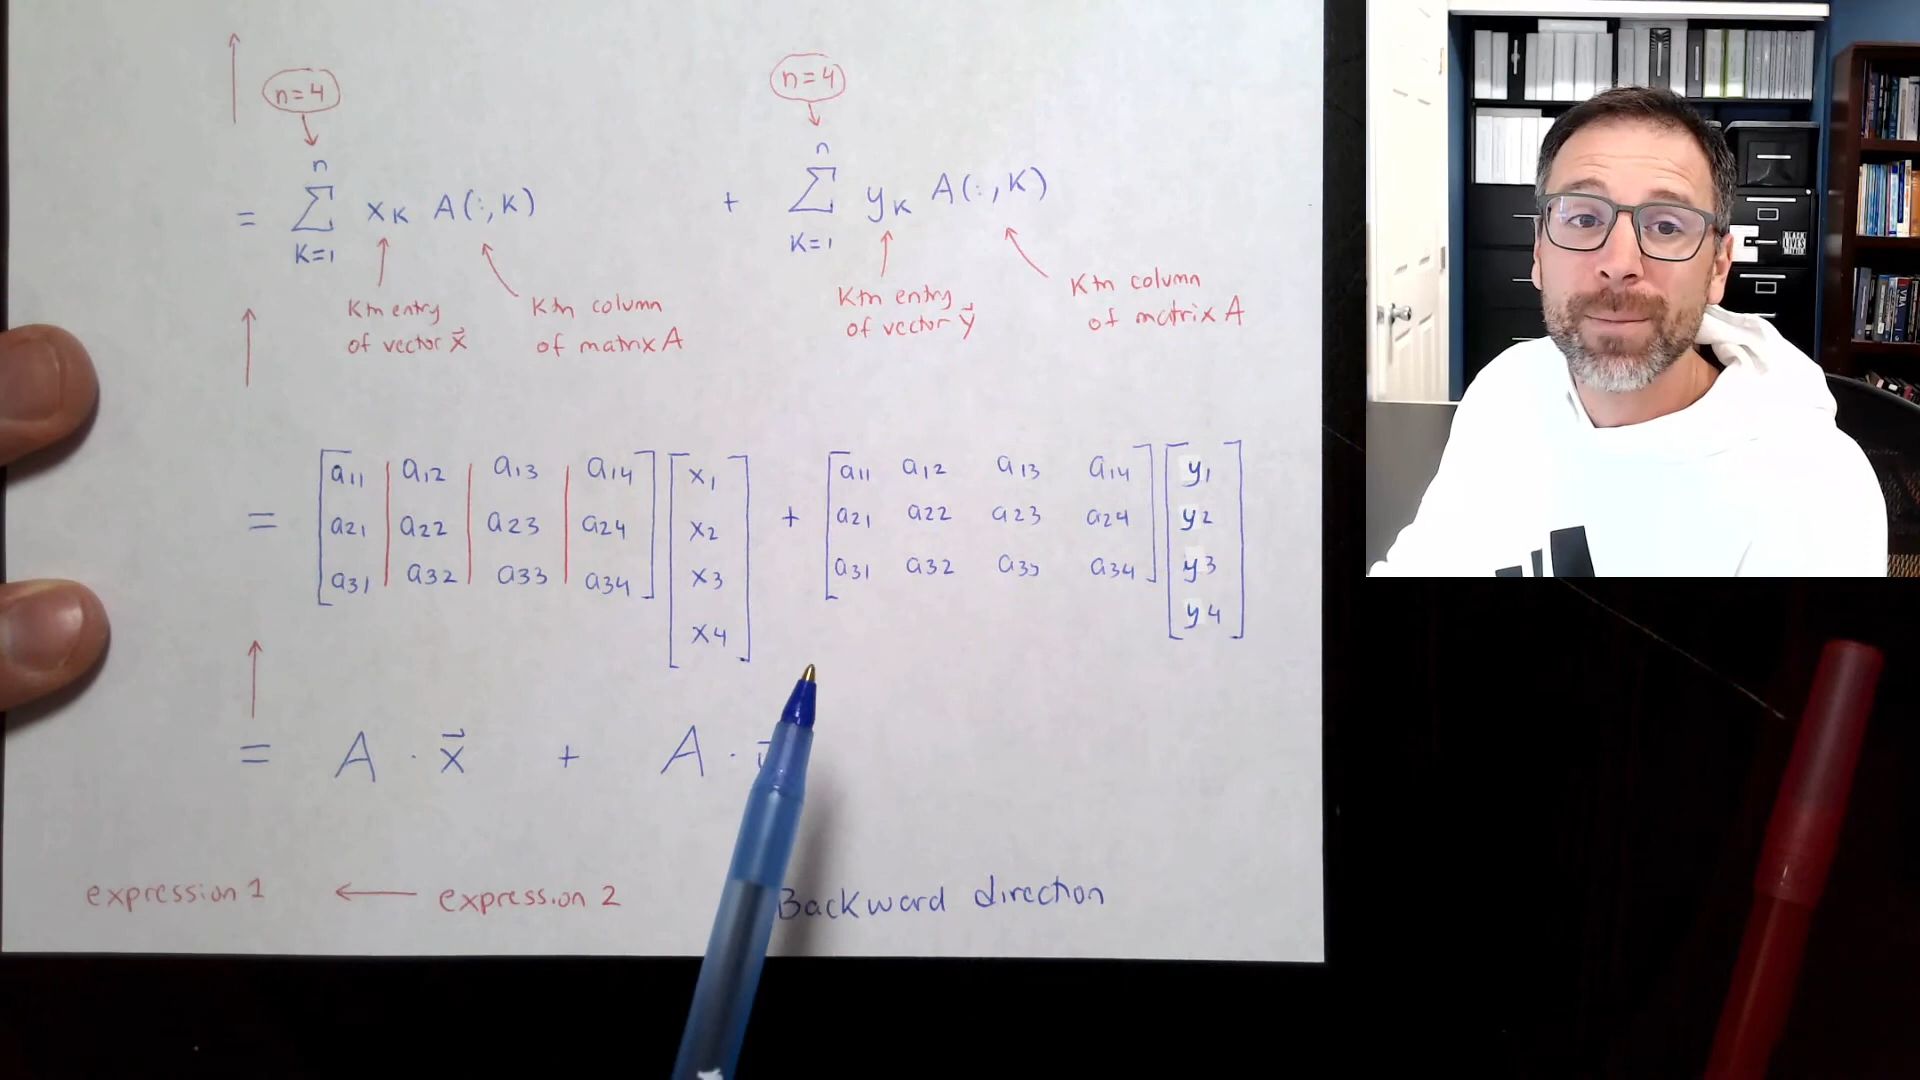 n=4
n=4
n
= Σ x_K A(:,K)
K=1
n
+ Σ y_K A(:,K)
K=1
Kth entry
of vector x⃗
Kth column
of matrix A
Kth entry
of vector y⃗
Kth column
of matrix A
= a11 a12 a13 a14 x1 + a11 a12 a13 a14 y1
a21 a22 a23 a24 x2 a21 a22 a23 a24 y2
a31 a32 a33 a34 x3 a31 a32 a33 a34 y3
x4 y4
= A · x⃗ + A ·
expression 1 ← expression 2 Backward direction
BLACK
LIVES
MATTER